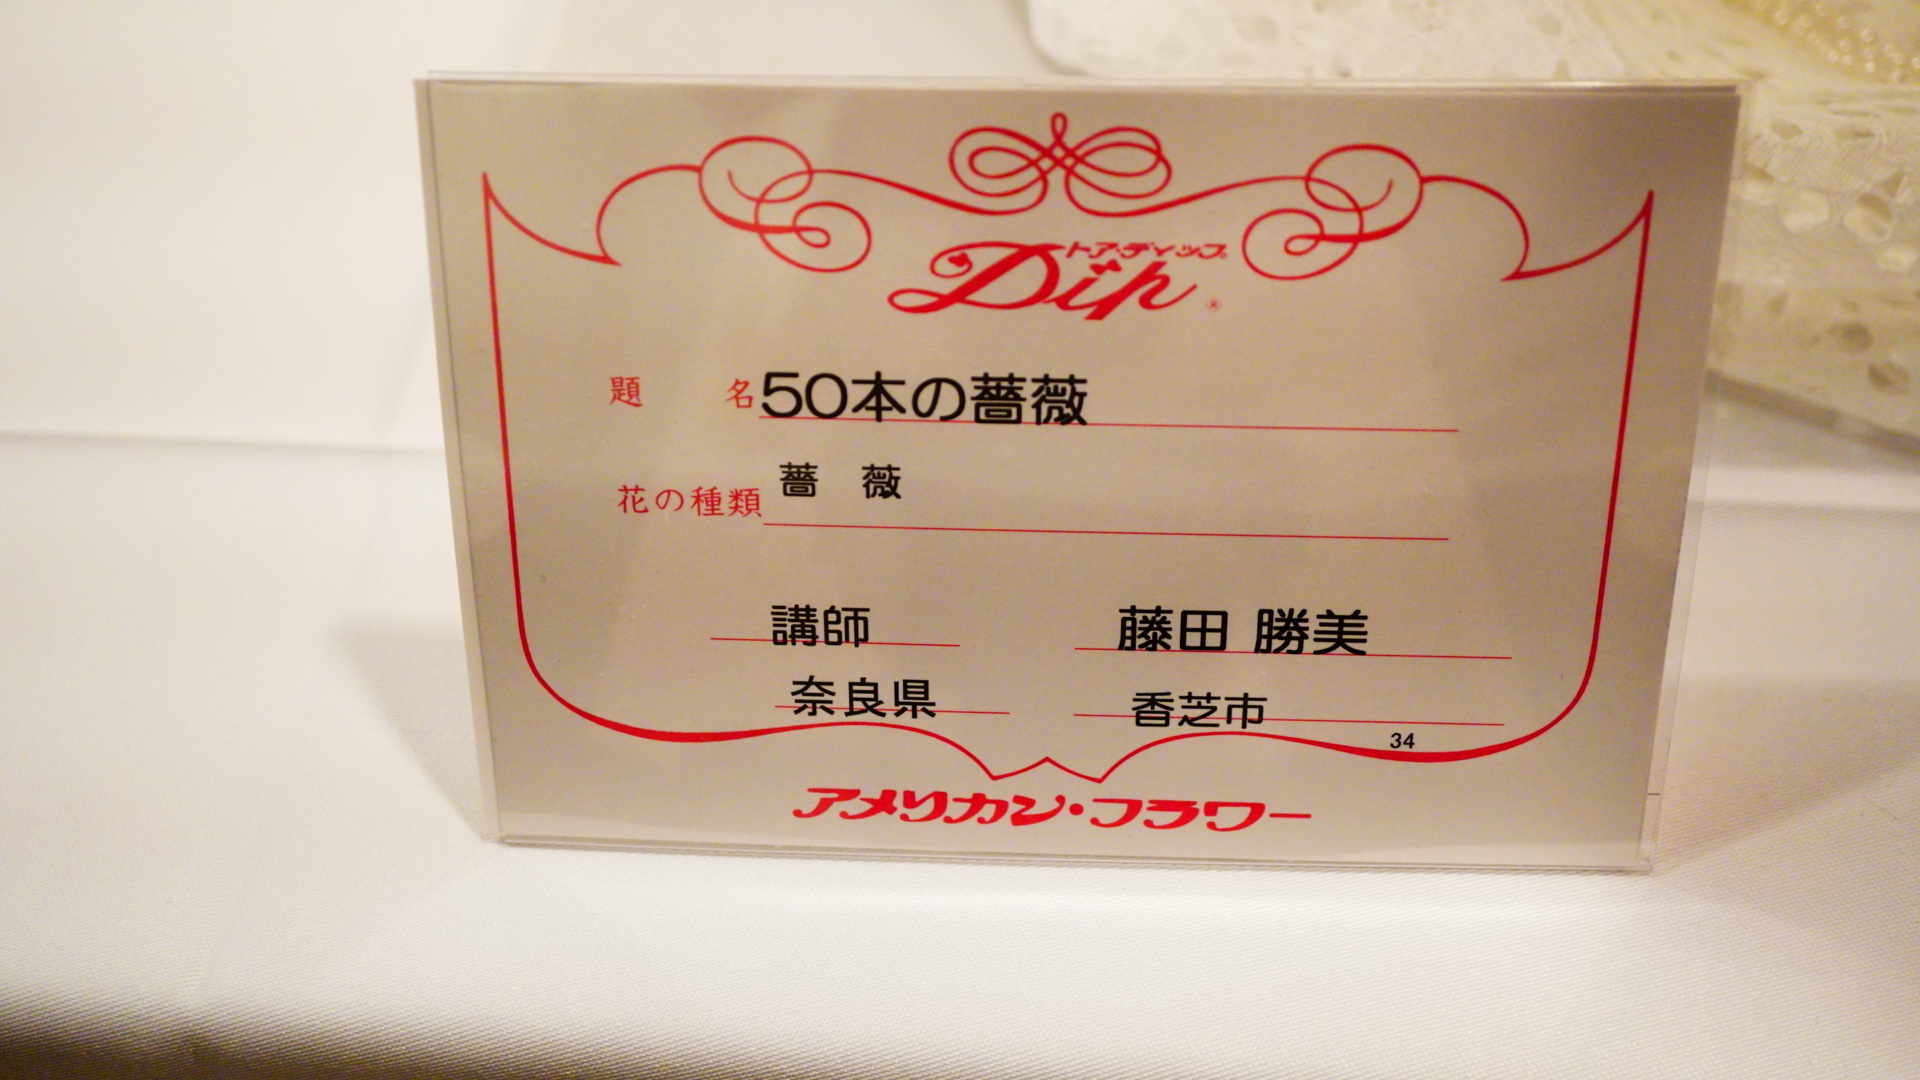 トア・ディップ®
Dip®
題 名 50本の薔薇
花の種類 薔 薇
講師 藤田 勝美
奈良県 香芝市
34
アメリカン・フラワー